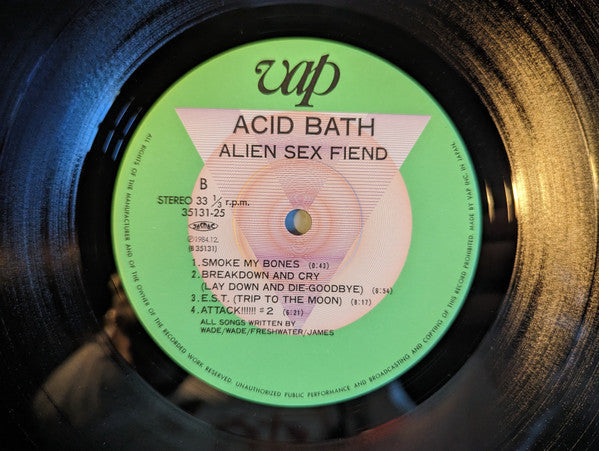 vap
ACID BATH
ALIEN SEX FIEND
B
STEREO 33 1/3 r.p.m.
35131-25
℗1984.12.
(B 35131)
1. SMOKE MY BONES (0:43)
2. BREAKDOWN AND CRY
(LAY DOWN AND DIE-GOODBYE) (6:54)
3. E.S.T. (TRIP TO THE MOON) (8:17)
4. ATTACK!!!!!! #2 (6:21)
ALL SONGS WRITTEN BY
WADE/WADE/FRESHWATER/JAMES
ALL RIGHTS OF THE MANUFACTURER AND OF THE OWNER OF THE RECORDED WORK RESERVED. UNAUTHORIZED PUBLIC PERFORMANCE AND BROADCASTING AND COPYING OF THIS RECORD PROHIBITED. MADE BY VAP INC IN JAPAN.